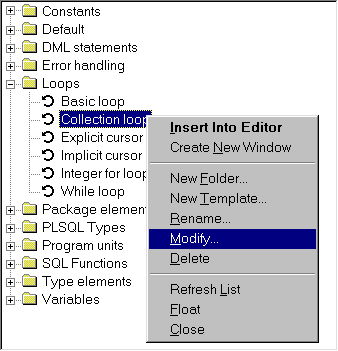 Constants
Default
DML statements
Error handling
Loops
Basic loop
Collection loop
Explicit cursor
Implicit cursor
Integer for loop
While loop
Package elemen
PLSQL Types
Program units
SQL Functions
Type elements
Variables
Insert Into Editor
Create New Window
New Folder...
New Template...
Rename...
Modify...
Delete
Refresh List
Float
Close